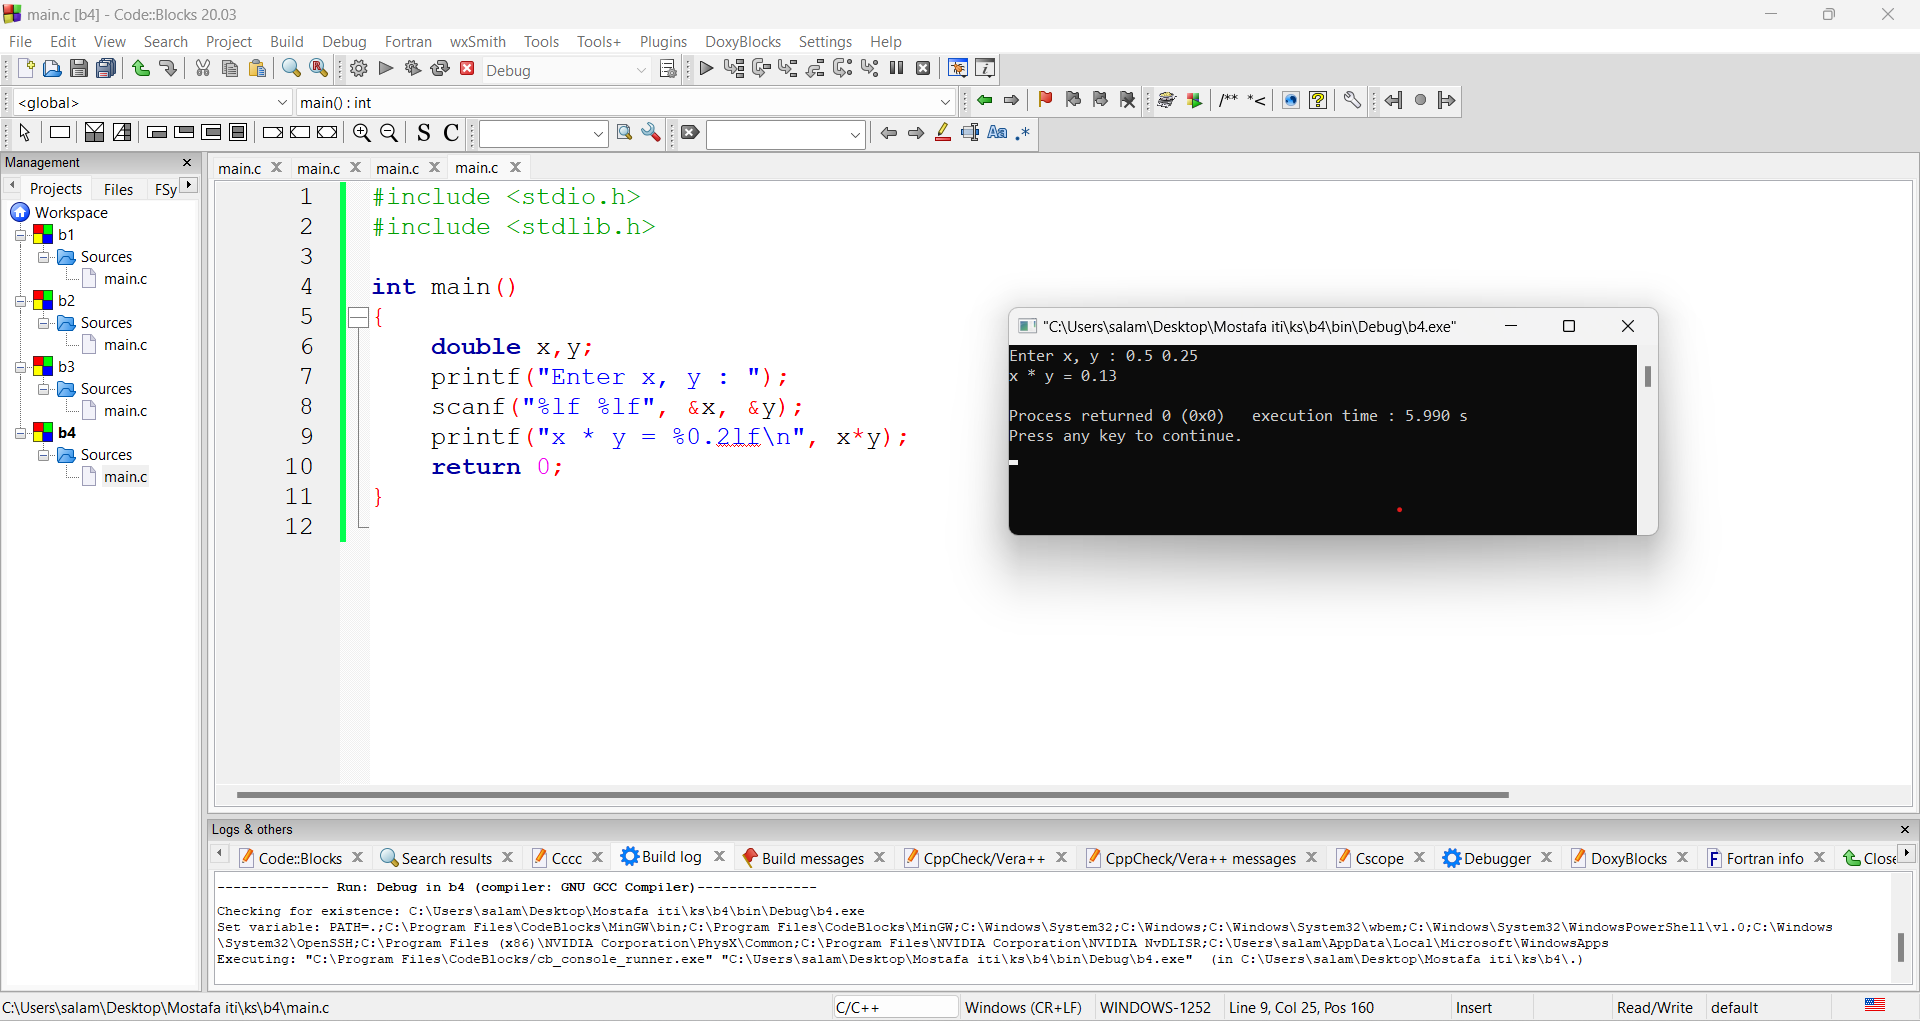 main.c [b4] - Code::Blocks 20.03
File Edit View Search Project Build Debug Fortran wxSmith Tools Tools+ Plugins DoxyBlocks Settings Help
Debug
<global> main() : int
/** *<
S C
Aa .*
Management
Projects Files FSy
main.c main.c main.c main.c
Workspace
b1
Sources
main.c
b2
Sources
main.c
b3
Sources
main.c
b4
Sources
main.c
1 #include <stdio.h>
2 #include <stdlib.h>
3
4 int main()
5 {
6 double x,y;
7 printf("Enter x, y : ");
8 scanf("%lf %lf", &x, &y);
9 printf("x * y = %0.2lf\n", x*y);
10 return 0;
11 }
12
"C:\Users\salam\Desktop\Mostafa iti\ks\b4\bin\Debug\b4.exe"
Enter x, y : 0.5 0.25
x * y = 0.13
Process returned 0 (0x0) execution time : 5.990 s
Press any key to continue.
Logs & others
Code::Blocks Search results Cccc Build log Build messages CppCheck/Vera++ CppCheck/Vera++ messages Cscope Debugger DoxyBlocks Fortran info Close
-------------- Run: Debug in b4 (compiler: GNU GCC Compiler)---------------
Checking for existence: C:\Users\salam\Desktop\Mostafa iti\ks\b4\bin\Debug\b4.exe
Set variable: PATH=.;C:\Program Files\CodeBlocks\MinGW\bin;C:\Program Files\CodeBlocks\MinGW;C:\Windows\System32;C:\Windows;C:\Windows\System32\wbem;C:\Windows\System32\WindowsPowerShell\v1.0;C:\Windows
\System32\OpenSSH;C:\Program Files (x86)\NVIDIA Corporation\PhysX\Common;C:\Program Files\NVIDIA Corporation\NVIDIA NvDLISR;C:\Users\salam\AppData\Local\Microsoft\WindowsApps
Executing: "C:\Program Files\CodeBlocks/cb_console_runner.exe" "C:\Users\salam\Desktop\Mostafa iti\ks\b4\bin\Debug\b4.exe" (in C:\Users\salam\Desktop\Mostafa iti\ks\b4\.)
C:\Users\salam\Desktop\Mostafa iti\ks\b4\main.c C/C++ Windows (CR+LF) WINDOWS-1252 Line 9, Col 25, Pos 160 Insert Read/Write default